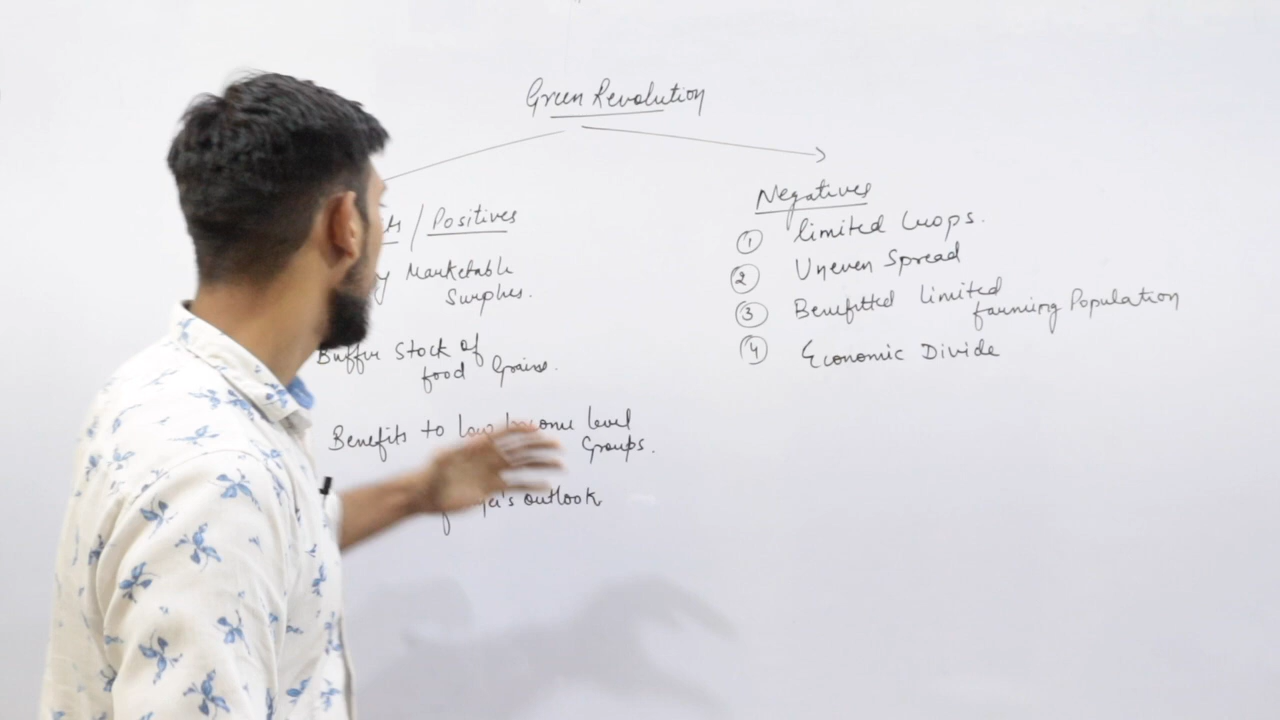 Green Revolution
/ Positives
Marketable
Surplus.
Buffer Stock of
food Grains.
Benefits to low Income level
Groups.
outlook
Negatives
1 limited Crops.
2 Uneven Spread
3 Benefitted Limited
farming Population
4 Economic Divide